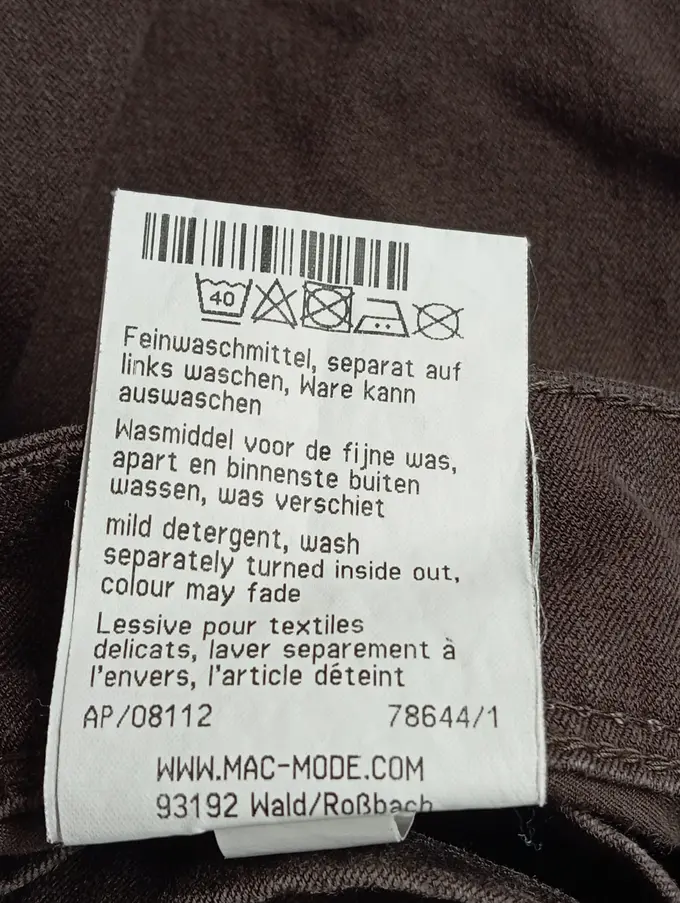 40
Feinwaschmittel, separat auf
links waschen, Ware kann
auswaschen
Wasmiddel voor de fijne was,
apart en binnenste buiten
wassen, was verschiet
mild detergent, wash
separately turned inside out,
colour may fade
Lessive pour textiles
delicats, laver separement à
l'envers, l'article déteint
AP/08112 78644/1
WWW.MAC-MODE.COM
93192 Wald/Roßbach